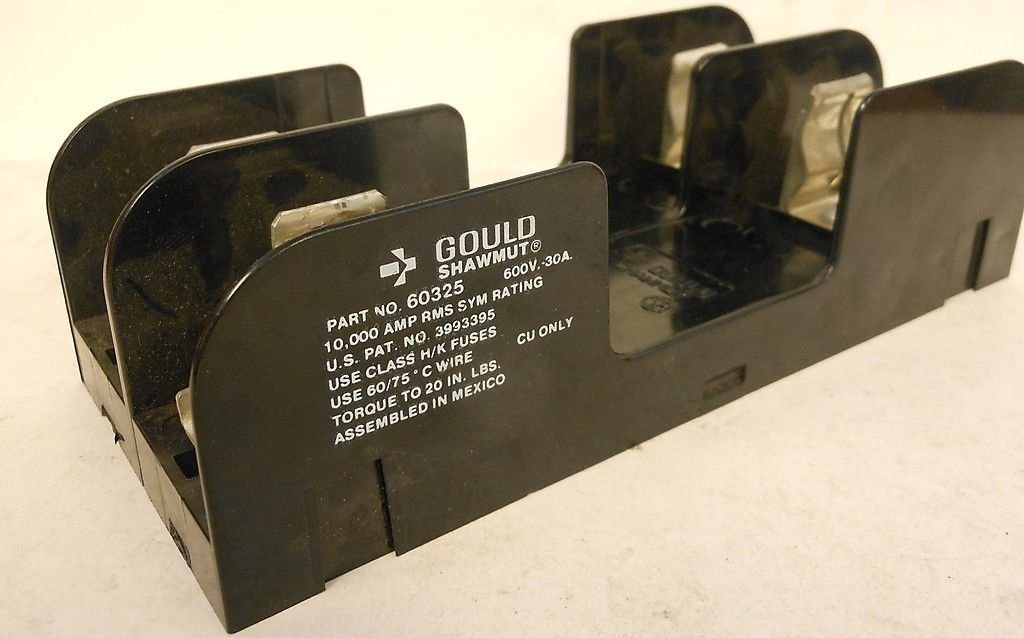 GOULD
SHAWMUT®
600V.-30A.
PART NO. 60325
10,000 AMP RMS SYM RATING
U.S. PAT. NO. 3993395
USE CLASS H/K FUSES
CU ONLY
USE 60/75 °C WIRE
TORQUE TO 20 IN. LBS.
ASSEMBLED IN MEXICO